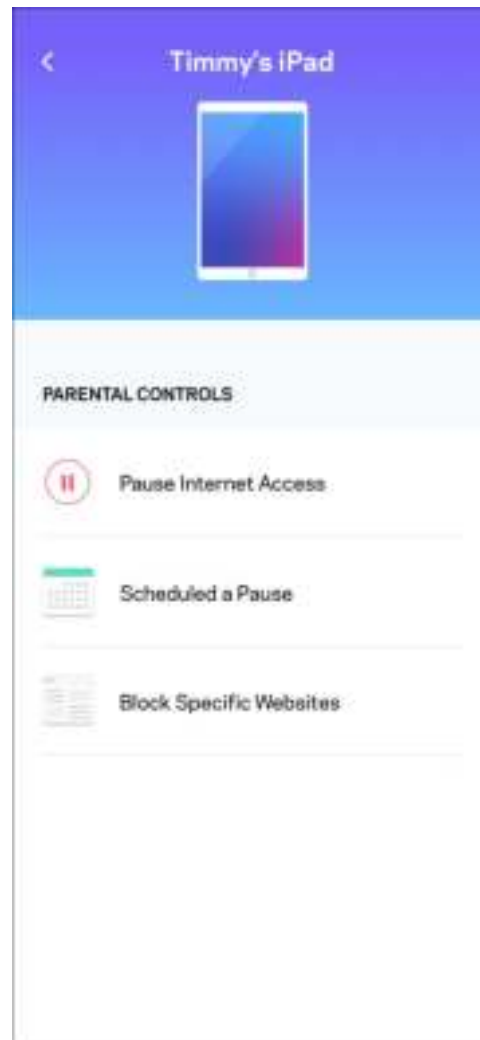 Timmy's iPad
PARENTAL CONTROLS
Pause Internet Access
Scheduled a Pause
Block Specific Websites